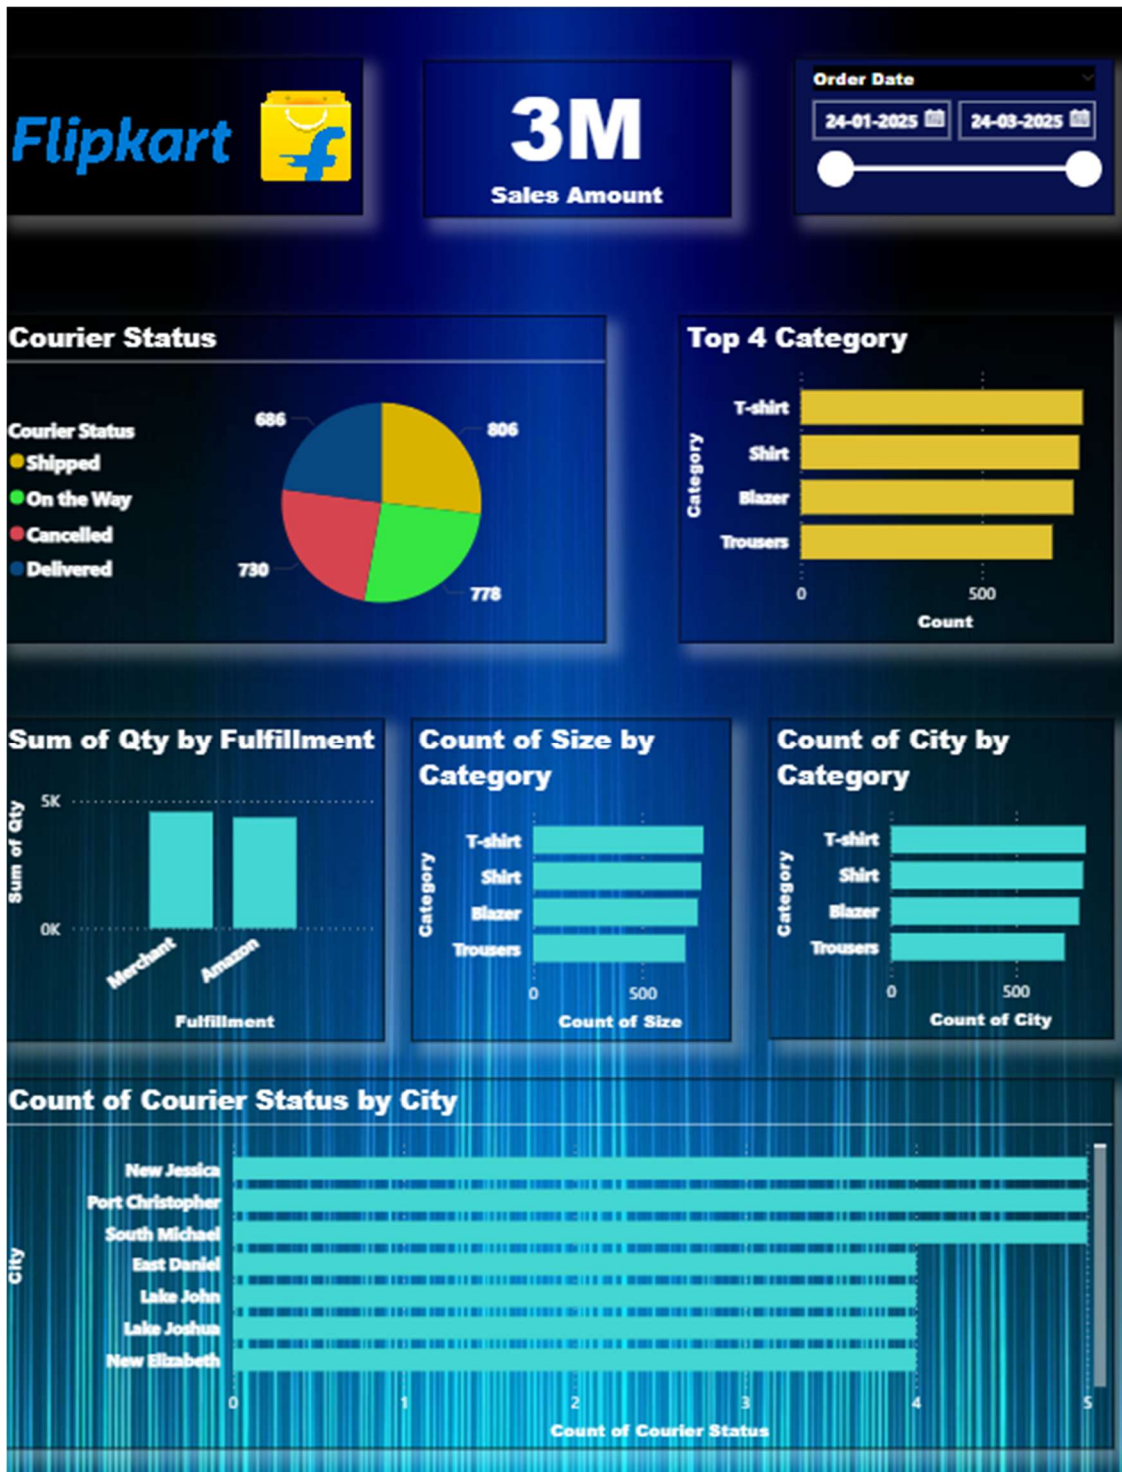 Flipkart
3M
Sales Amount
Order Date
24-01-2025
24-03-2025
Courier Status
Courier Status
Shipped
On the Way
Cancelled
Delivered
686
806
730
778
Top 4 Category
Category
T-shirt
Shirt
Blazer
Trousers
0
500
Count
Sum of Qty by Fulfillment
Sum of Qty
5K
0K
Merchant
Amazon
Fulfillment
Count of Size by
Category
Category
T-shirt
Shirt
Blazer
Trousers
0
500
Count of Size
Count of City by
Category
Category
T-shirt
Shirt
Blazer
Trousers
0
500
Count of City
Count of Courier Status by City
City
New Jessica
Port Christopher
South Michael
East Daniel
Lake John
Lake Joshua
New Elizabeth
0 1 2 3 4 5
Count of Courier Status